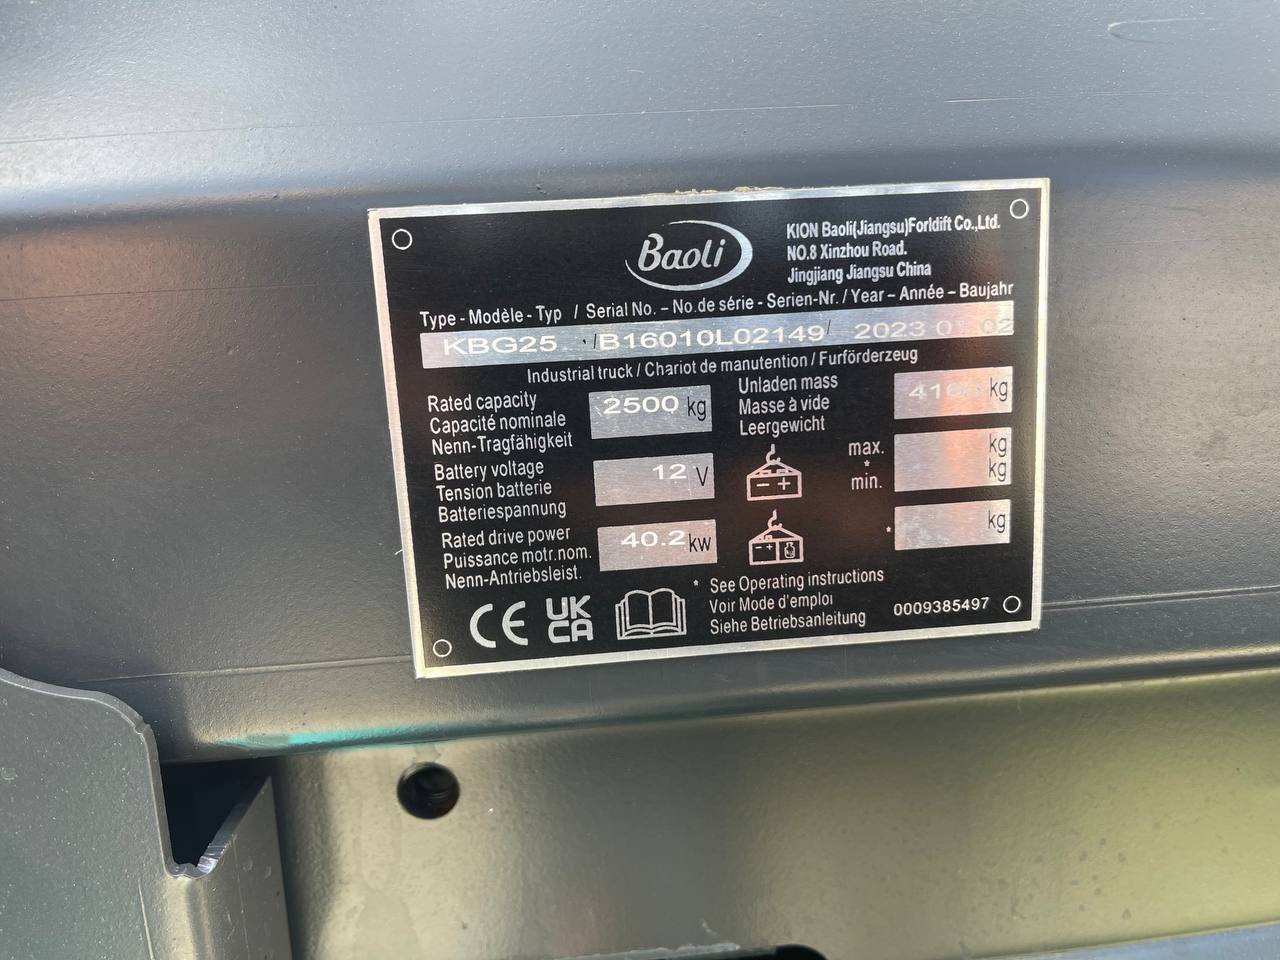 Baoli
KION Baoli(Jiangsu)Forldift Co.,Ltd.
NO.8 Xinzhou Road.
Jingjiang Jiangsu China
Type - Modèle - Typ / Serial No. – No.de série - Serien-Nr. / Year – Année – Baujahr
KBG25 / B16010L02149 / 2023 01 02
Industrial truck / Chariot de manutention / Furförderzeug
Rated capacity
Capacité nominale
Nenn-Tragfähigkeit
2500 kg
Unladen mass
Masse à vide
Leergewicht
kg
Battery voltage
Tension batterie
Batteriespannung
12 V
max. kg
*
min. kg
Rated drive power
Puissance motr.nom.
Nenn-Antriebsleist.
40.2 kw
* kg
CE
UK
CA
* See Operating instructions
Voir Mode d'emploi
Siehe Betriebsanleitung
0009385497